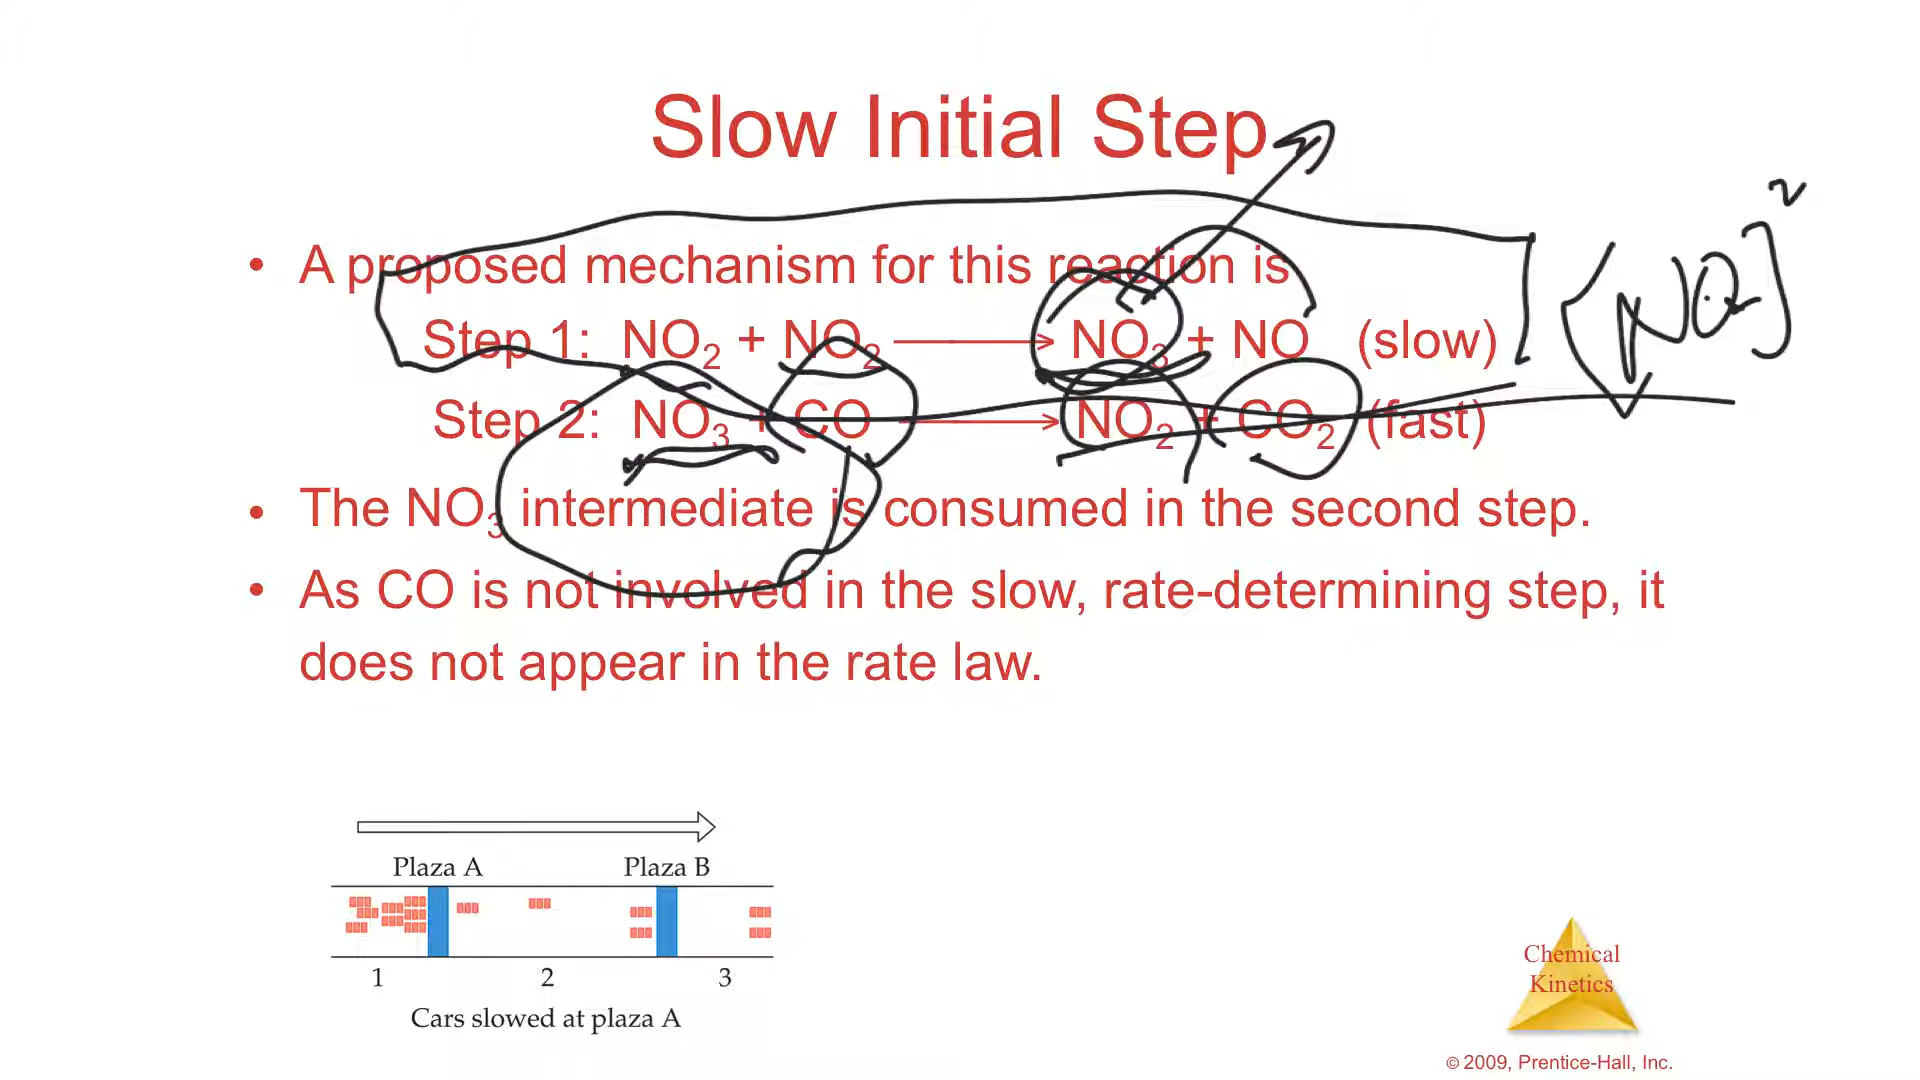 Slow Initial Step
• A proposed mechanism for this reaction is
Step 1: NO₂ + NO₂ → NO₃ + NO (slow)
[NO₂]²
Step 2: NO₃ + CO → NO₂ + CO₂ (fast)
• The NO₃ intermediate is consumed in the second step.
• As CO is not involved in the slow, rate-determining step, it
does not appear in the rate law.
Plaza A Plaza B
1 2 3
Cars slowed at plaza A
Chemical
Kinetics
© 2009, Prentice-Hall, Inc.